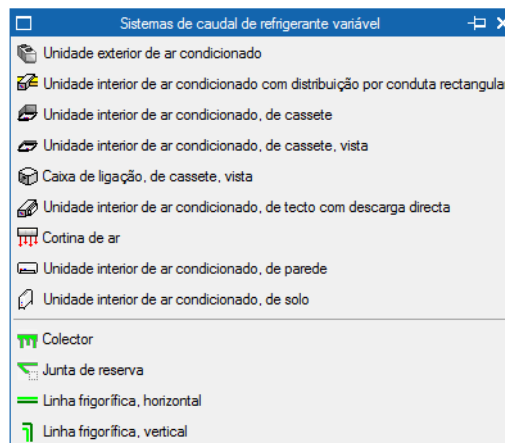 Sistemas de caudal de refrigerante variável
Unidade exterior de ar condicionado
Unidade interior de ar condicionado com distribuição por conduta rectangular
Unidade interior de ar condicionado, de cassete
Unidade interior de ar condicionado, de cassete, vista
Caixa de ligação, de cassete, vista
Unidade interior de ar condicionado, de tecto com descarga directa
Cortina de ar
Unidade interior de ar condicionado, de parede
Unidade interior de ar condicionado, de solo
Colector
Junta de reserva
Linha frigorífica, horizontal
Linha frigorífica, vertical